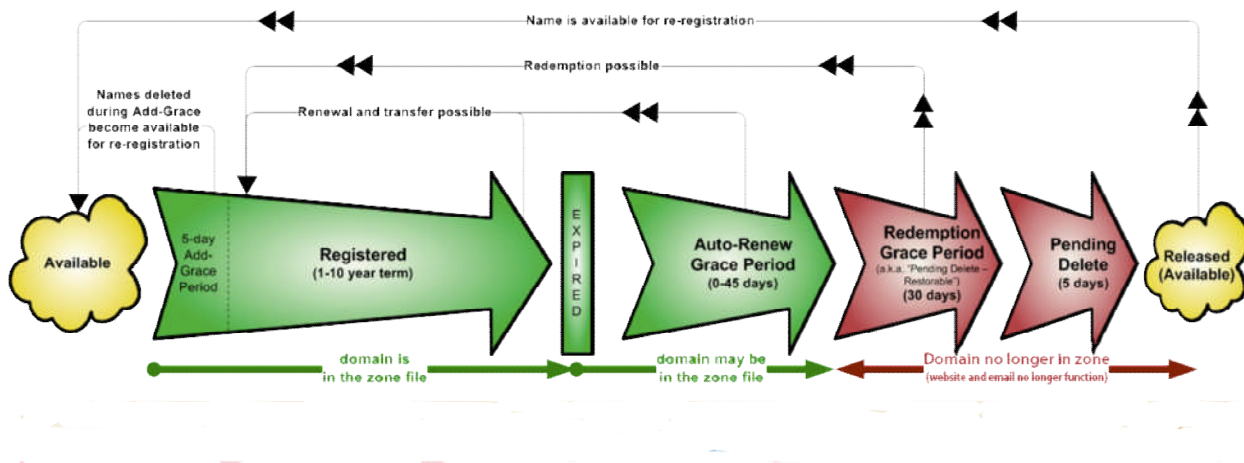 Name is available for re-registration
Redemption possible
Names deleted
during Add-Grace
become available
for re-registration
Renewal and transfer possible
Available
5-day
Add-
Grace
Period
Registered
(1-10 year term)
EXPIRED
Auto-Renew
Grace Period
(0-45 days)
Redemption
Grace Period
(a.k.a. "Pending Delete –
Restorable")
(30 days)
Pending
Delete
(5 days)
Released
(Available)
domain is
in the zone file
domain may be
in the zone file
Domain no longer in zone
(website and email no longer function)